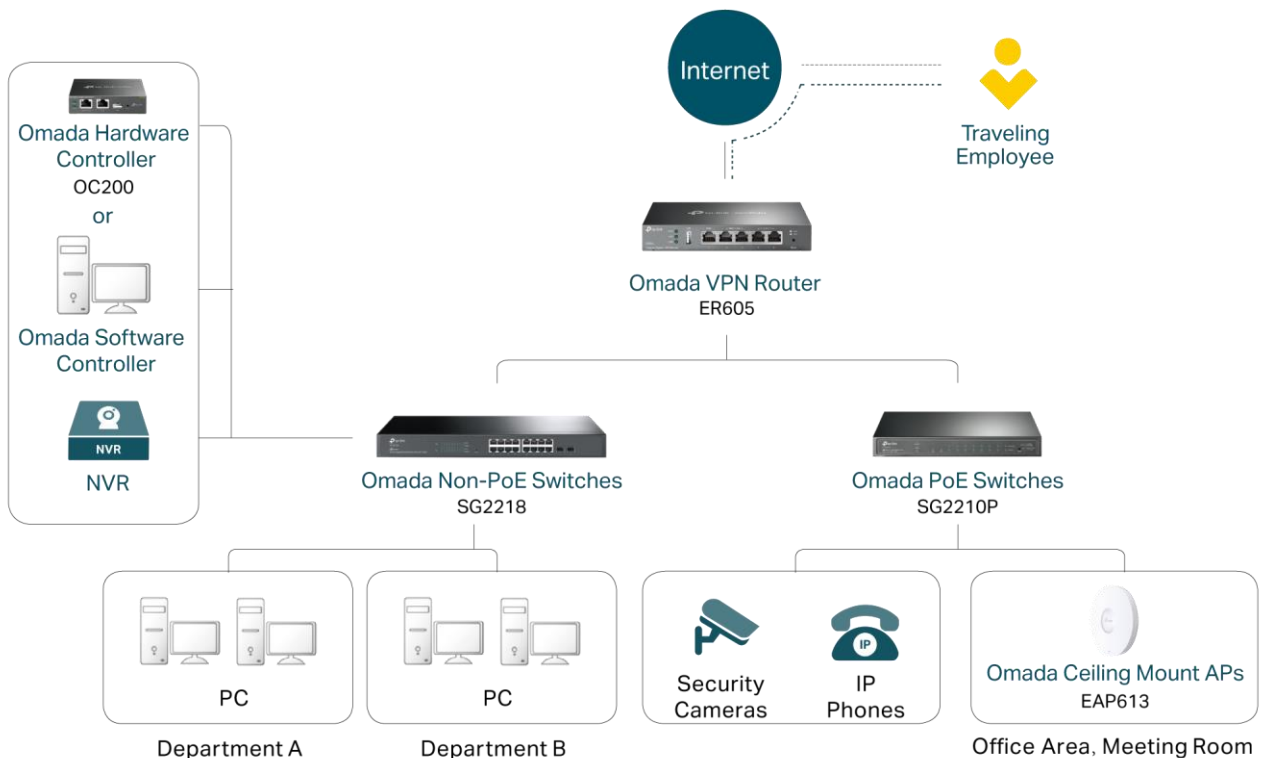 Internet
Traveling
Employee
Omada Hardware
Controller
OC200
or
Omada Software
Controller
NVR
NVR
Omada VPN Router
ER605
Omada Non-PoE Switches
SG2218
Omada PoE Switches
SG2210P
PC
Department A
PC
Department B
Security
Cameras
IP
IP
Phones
Omada Ceiling Mount APs
EAP613
Office Area, Meeting Room